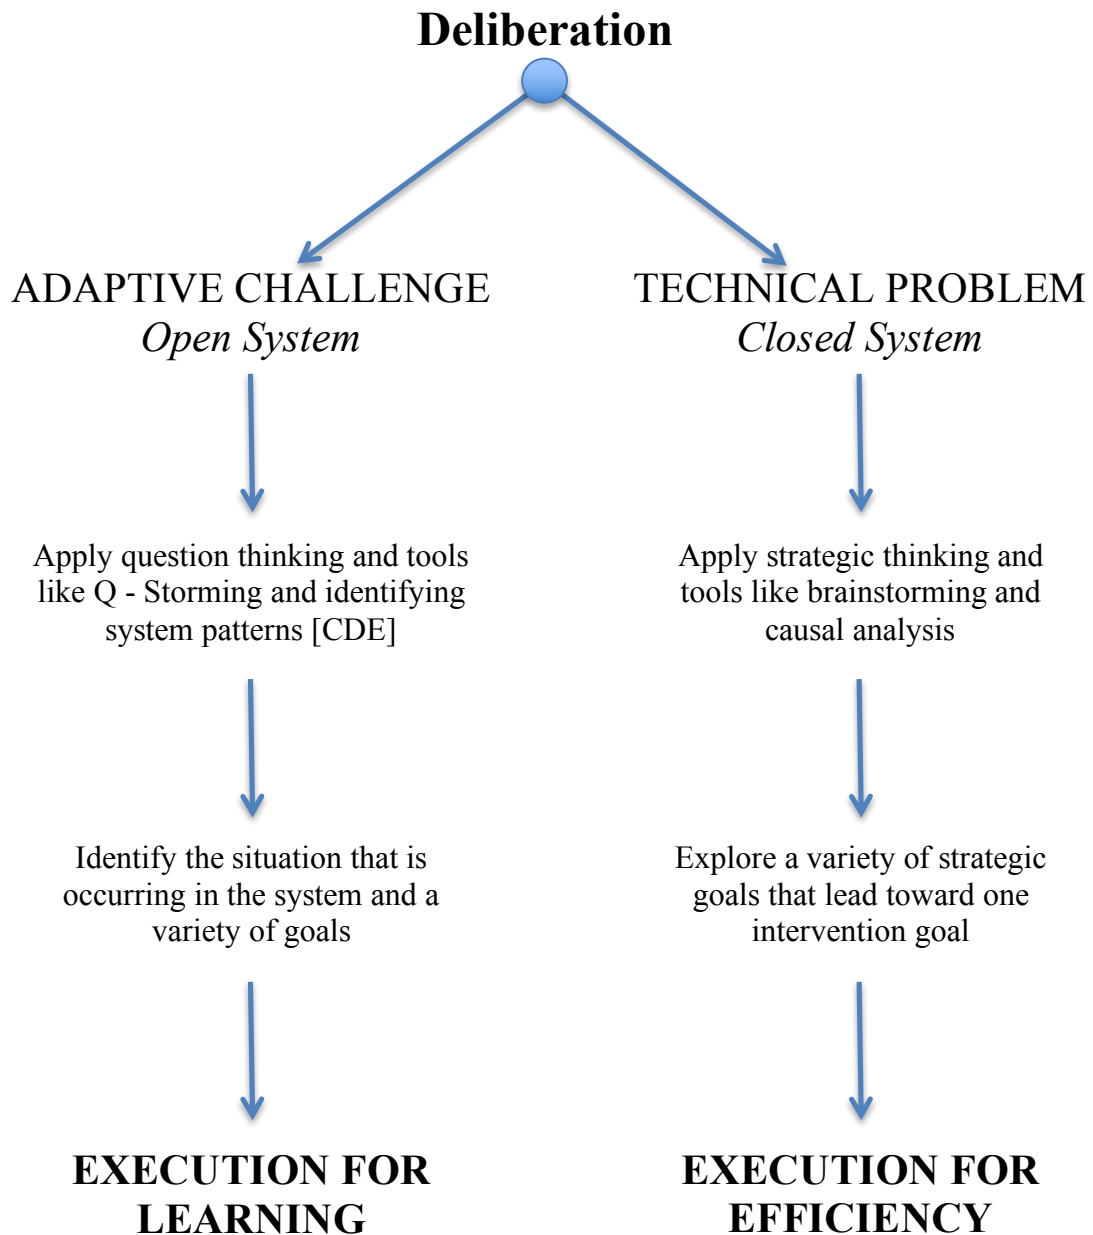 Deliberation
ADAPTIVE CHALLENGE
Open System
Apply question thinking and tools
like Q - Storming and identifying
system patterns [CDE]
Identify the situation that is
occurring in the system and a
variety of goals
EXECUTION FOR
LEARNING
TECHNICAL PROBLEM
Closed System
Apply strategic thinking and
tools like brainstorming and
causal analysis
Explore a variety of strategic
goals that lead toward one
intervention goal
EXECUTION FOR
EFFICIENCY